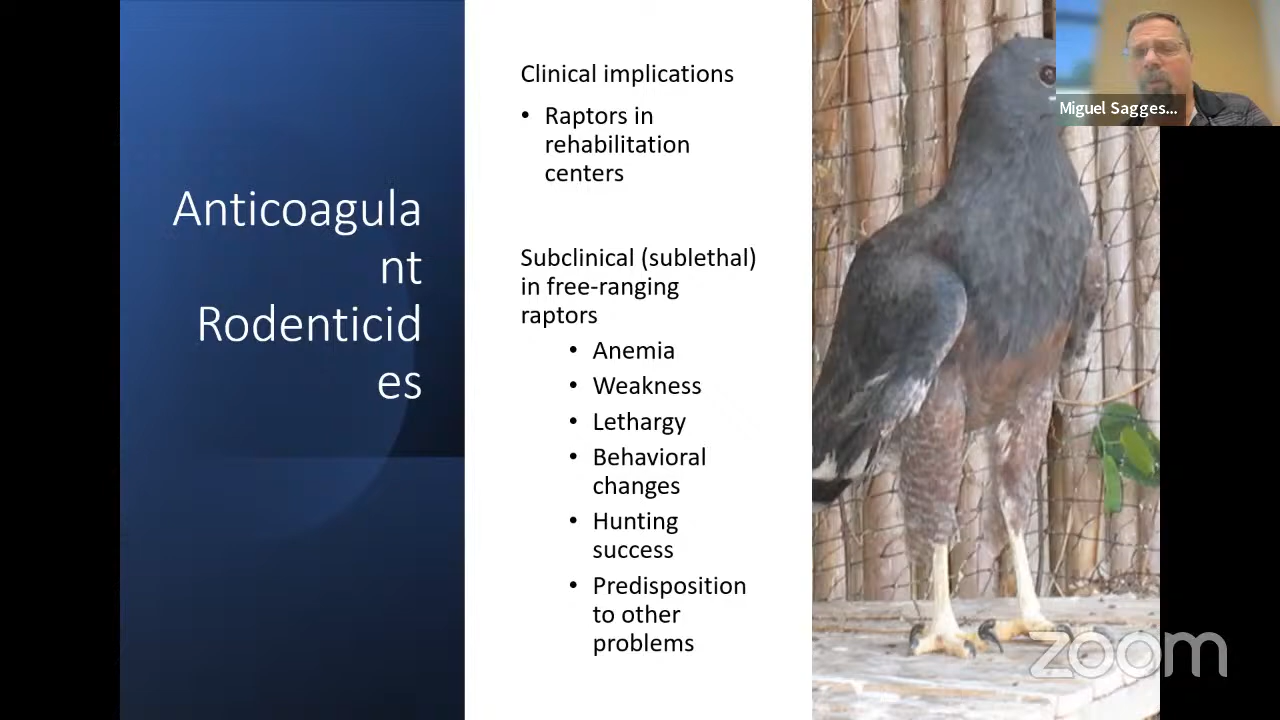 Anticoagula
nt
Rodenticid
es
Clinical implications
• Raptors in
rehabilitation
centers
Subclinical (sublethal)
in free-ranging
raptors
• Anemia
• Weakness
• Lethargy
• Behavioral
changes
• Hunting
success
• Predisposition
to other
problems
Miguel Sagges...
zoom